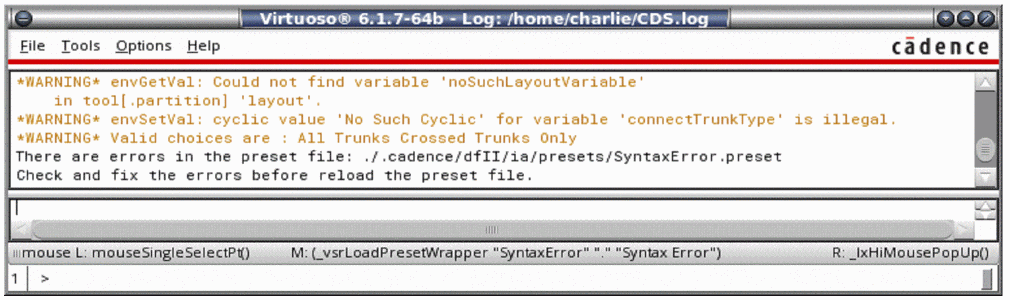 Virtuoso® 6.1.7-64b - Log: /home/charlie/CDS.log
File Tools Options Help cādence
*WARNING* envGetVal: Could not find variable 'noSuchLayoutVariable'
in tool[.partition] 'layout'.
*WARNING* envSetVal: cyclic value 'No Such Cyclic' for variable 'connectTrunkType' is illegal.
*WARNING* Valid choices are : All Trunks Crossed Trunks Only
There are errors in the preset file: ./.cadence/dfII/ia/presets/SyntaxError.preset
Check and fix the errors before reload the preset file.
mouse L: mouseSingleSelectPt() M: (_vsrLoadPresetWrapper "SyntaxError" "." "Syntax Error") R: _lxHiMousePopUp()
1 >